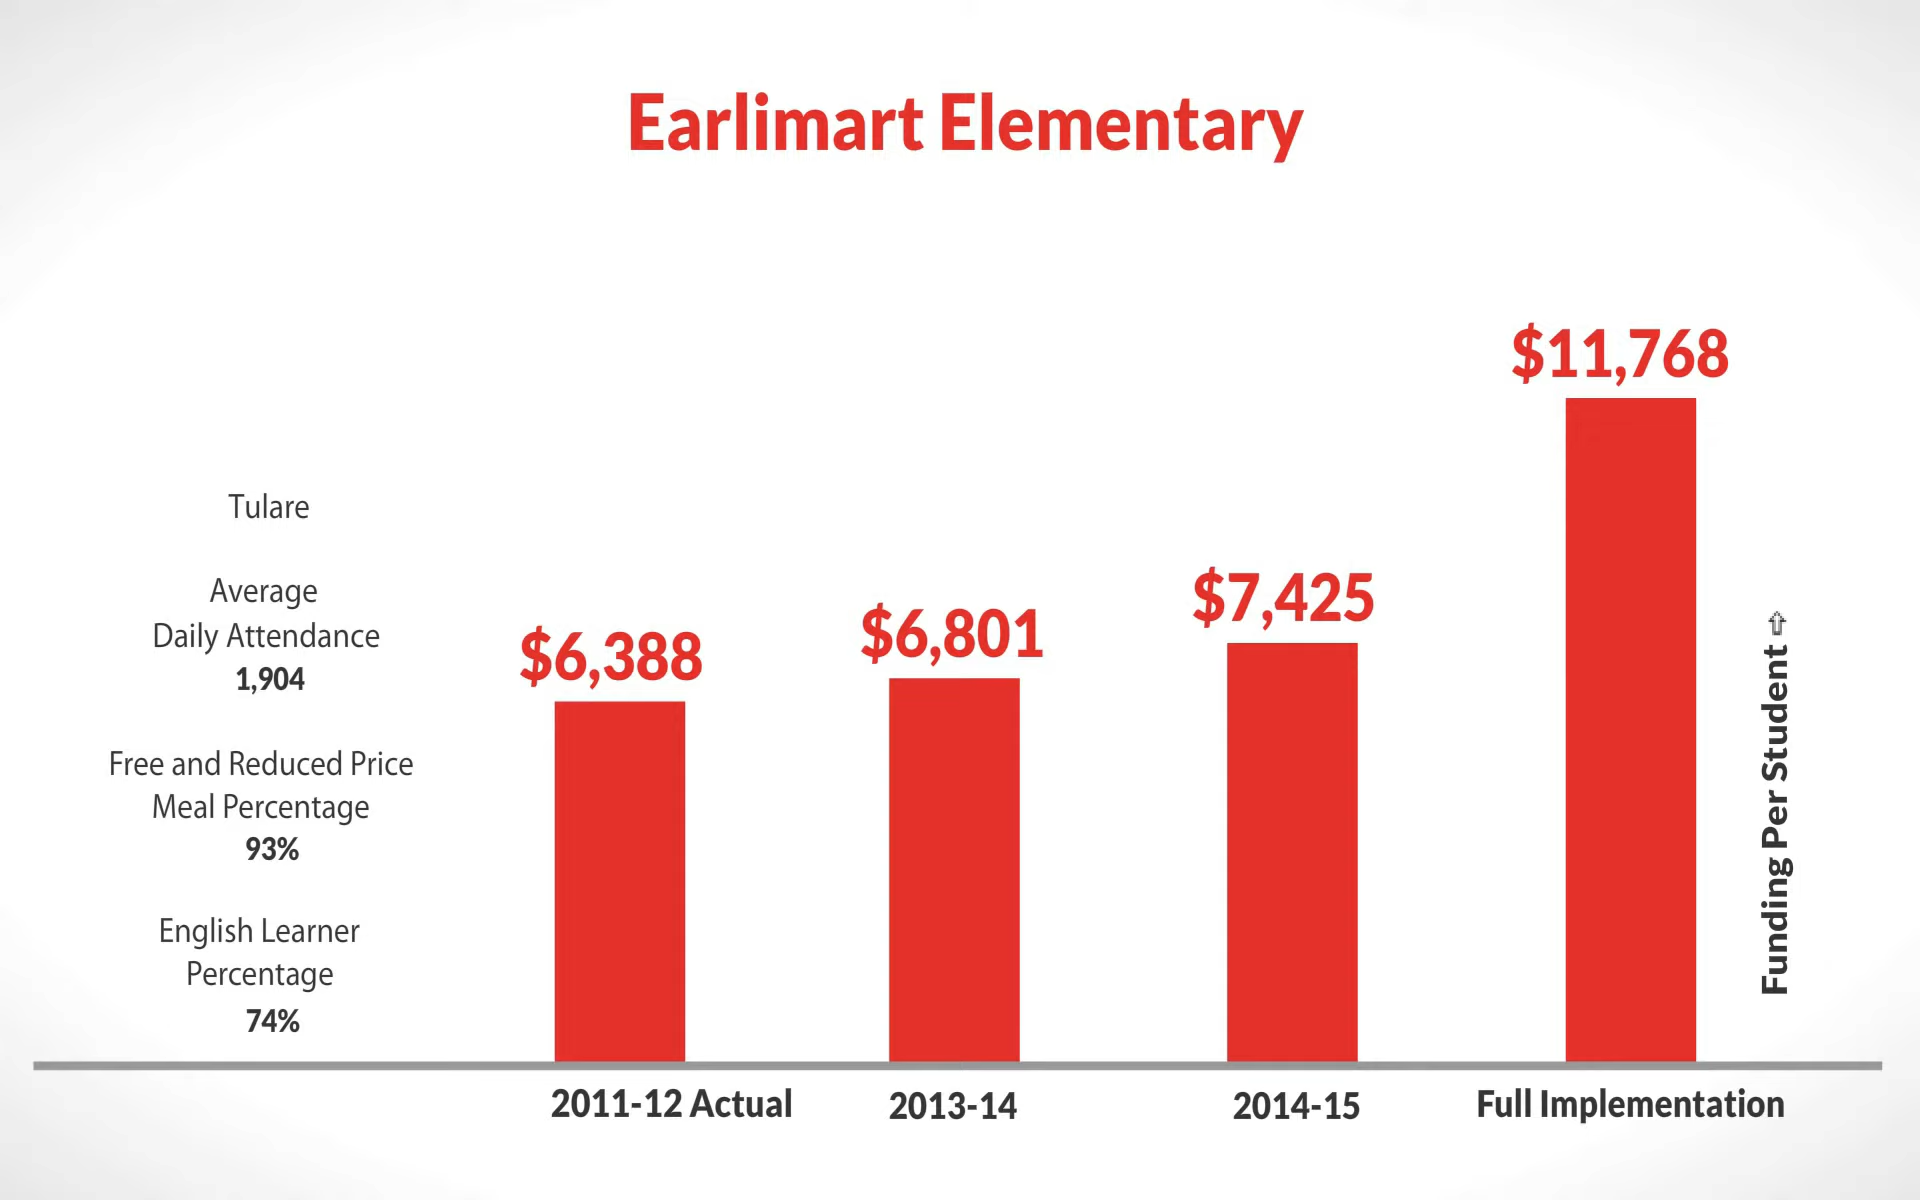 Earlimart Elementary
$11,768
$7,425
$6,801
$6,388
Tulare
Average
Daily Attendance
1,904
Free and Reduced Price
Meal Percentage
93%
English Learner
Percentage
74%
Funding Per Student
2011-12 Actual
2013-14
2014-15
Full Implementation